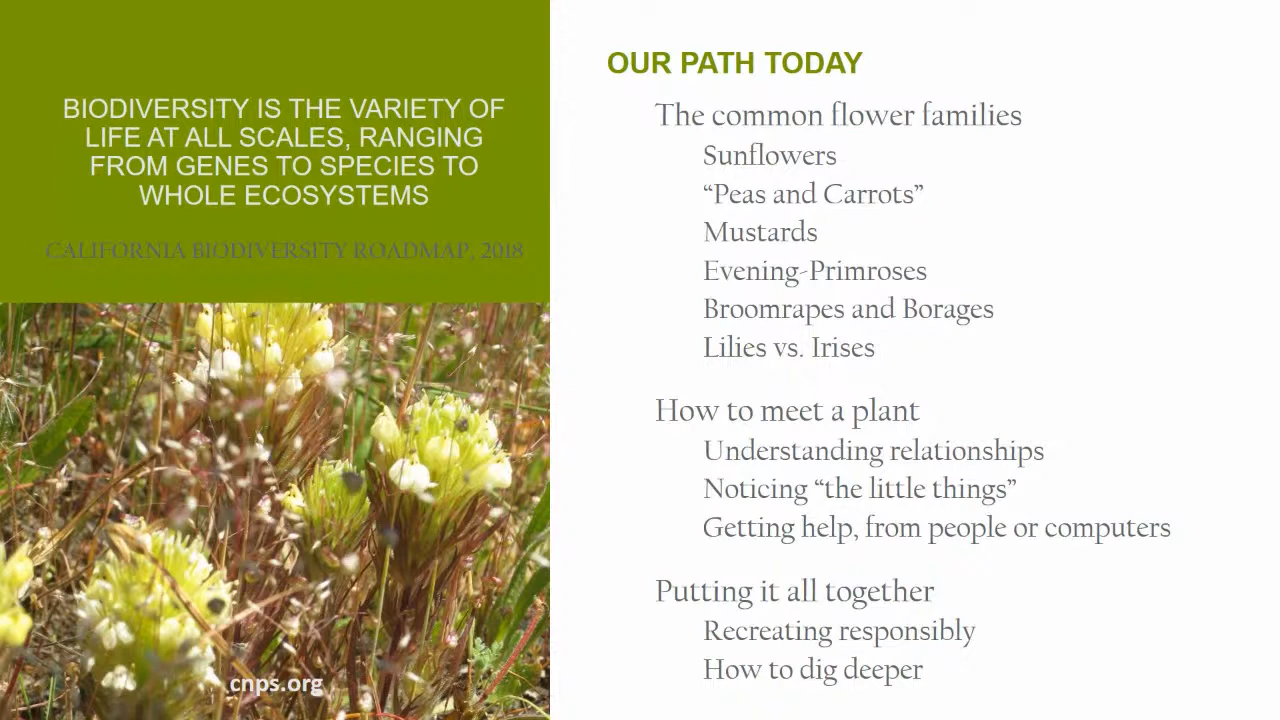 BIODIVERSITY IS THE VARIETY OF
LIFE AT ALL SCALES, RANGING
FROM GENES TO SPECIES TO
WHOLE ECOSYSTEMS
CALIFORNIA BIODIVERSITY ROADMAP, 2018
cnps.org
OUR PATH TODAY
The common flower families
Sunflowers
“Peas and Carrots”
Mustards
Evening-Primroses
Broomrapes and Borages
Lilies vs. Irises
How to meet a plant
Understanding relationships
Noticing “the little things”
Getting help, from people or computers
Putting it all together
Recreating responsibly
How to dig deeper